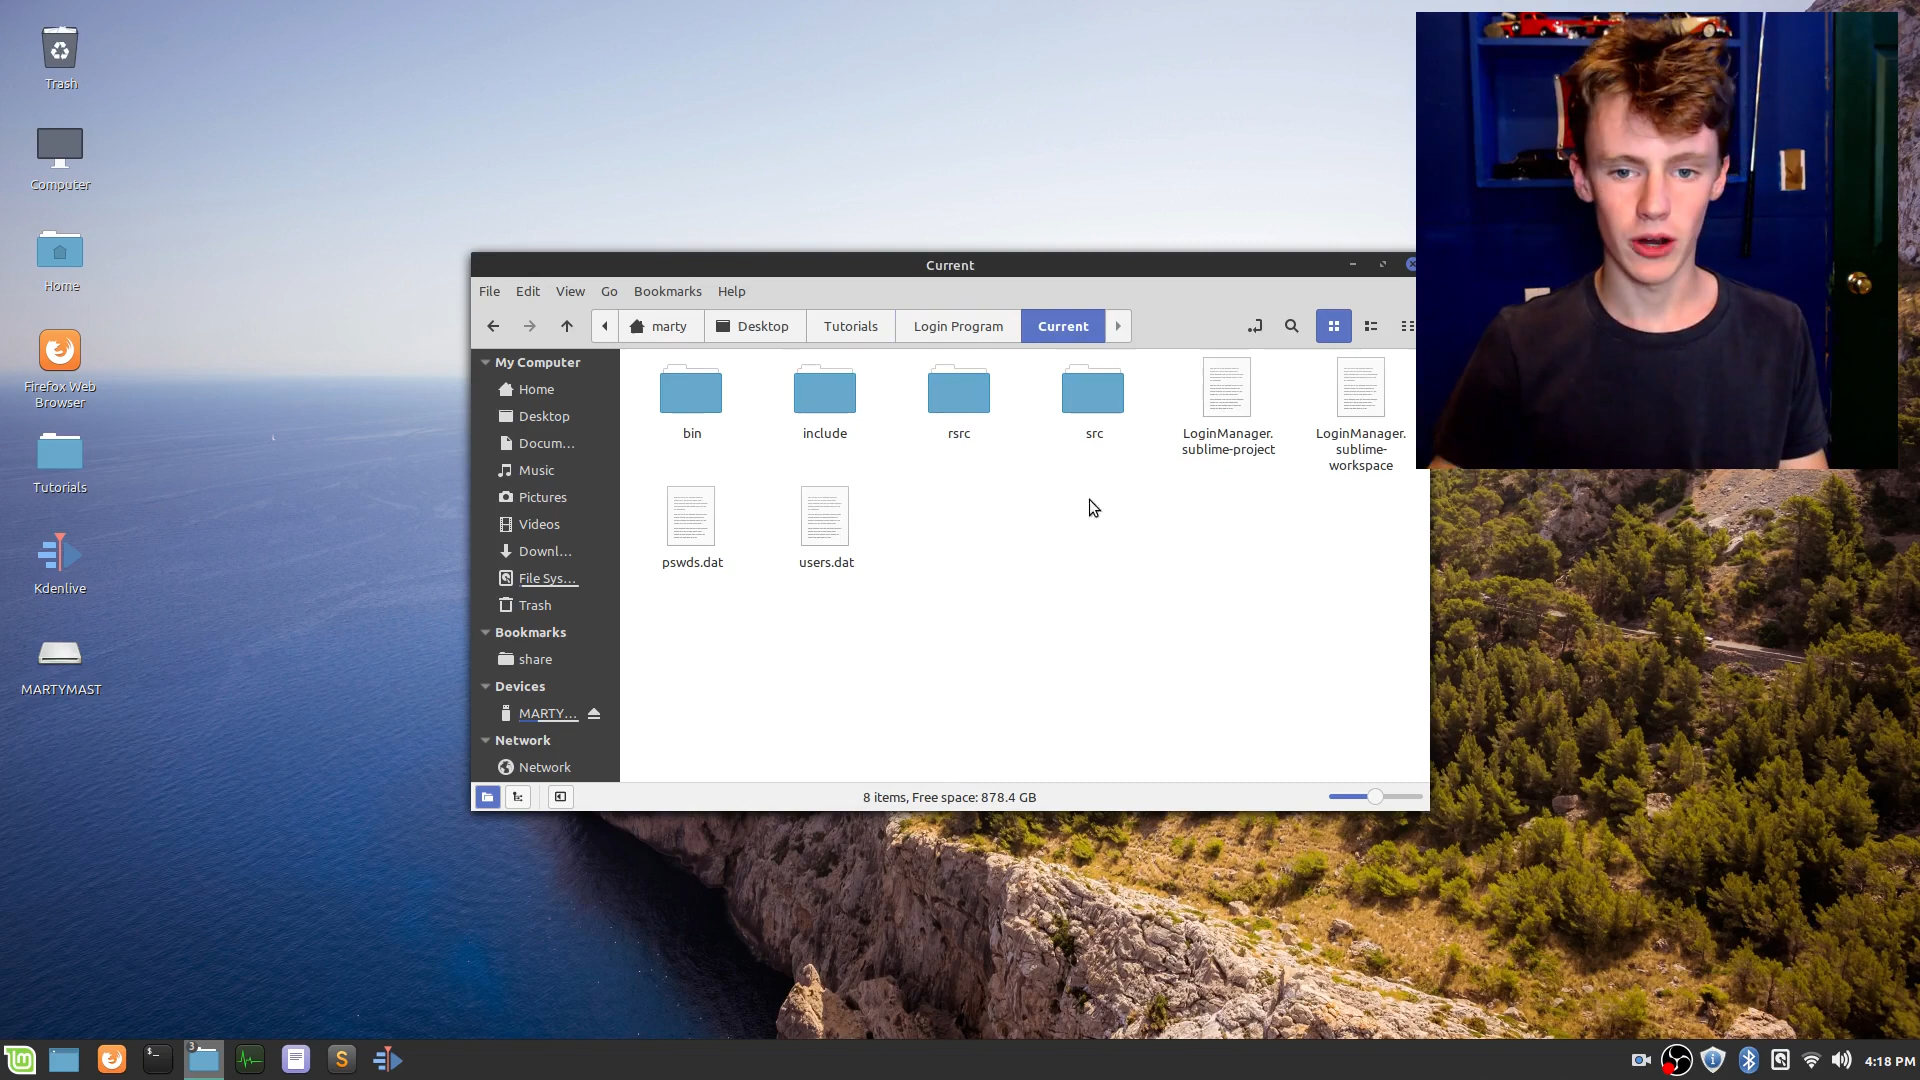 Trash
Computer
Home
Firefox Web
Browser
Tutorials
Kdenlive
MARTYMAST
Current
File Edit View Go Bookmarks Help
marty Desktop Tutorials Login Program Current
My Computer
Home
Desktop
Docum...
Music
Pictures
Videos
Downl...
File Sys...
Trash
Bookmarks
share
Devices
MARTY...
Network
Network
bin
include
rsrc
src
LoginManager.
sublime-project
LoginManager.
sublime-
workspace
pswds.dat
users.dat
8 items, Free space: 878.4 GB
3
S
4:18 PM